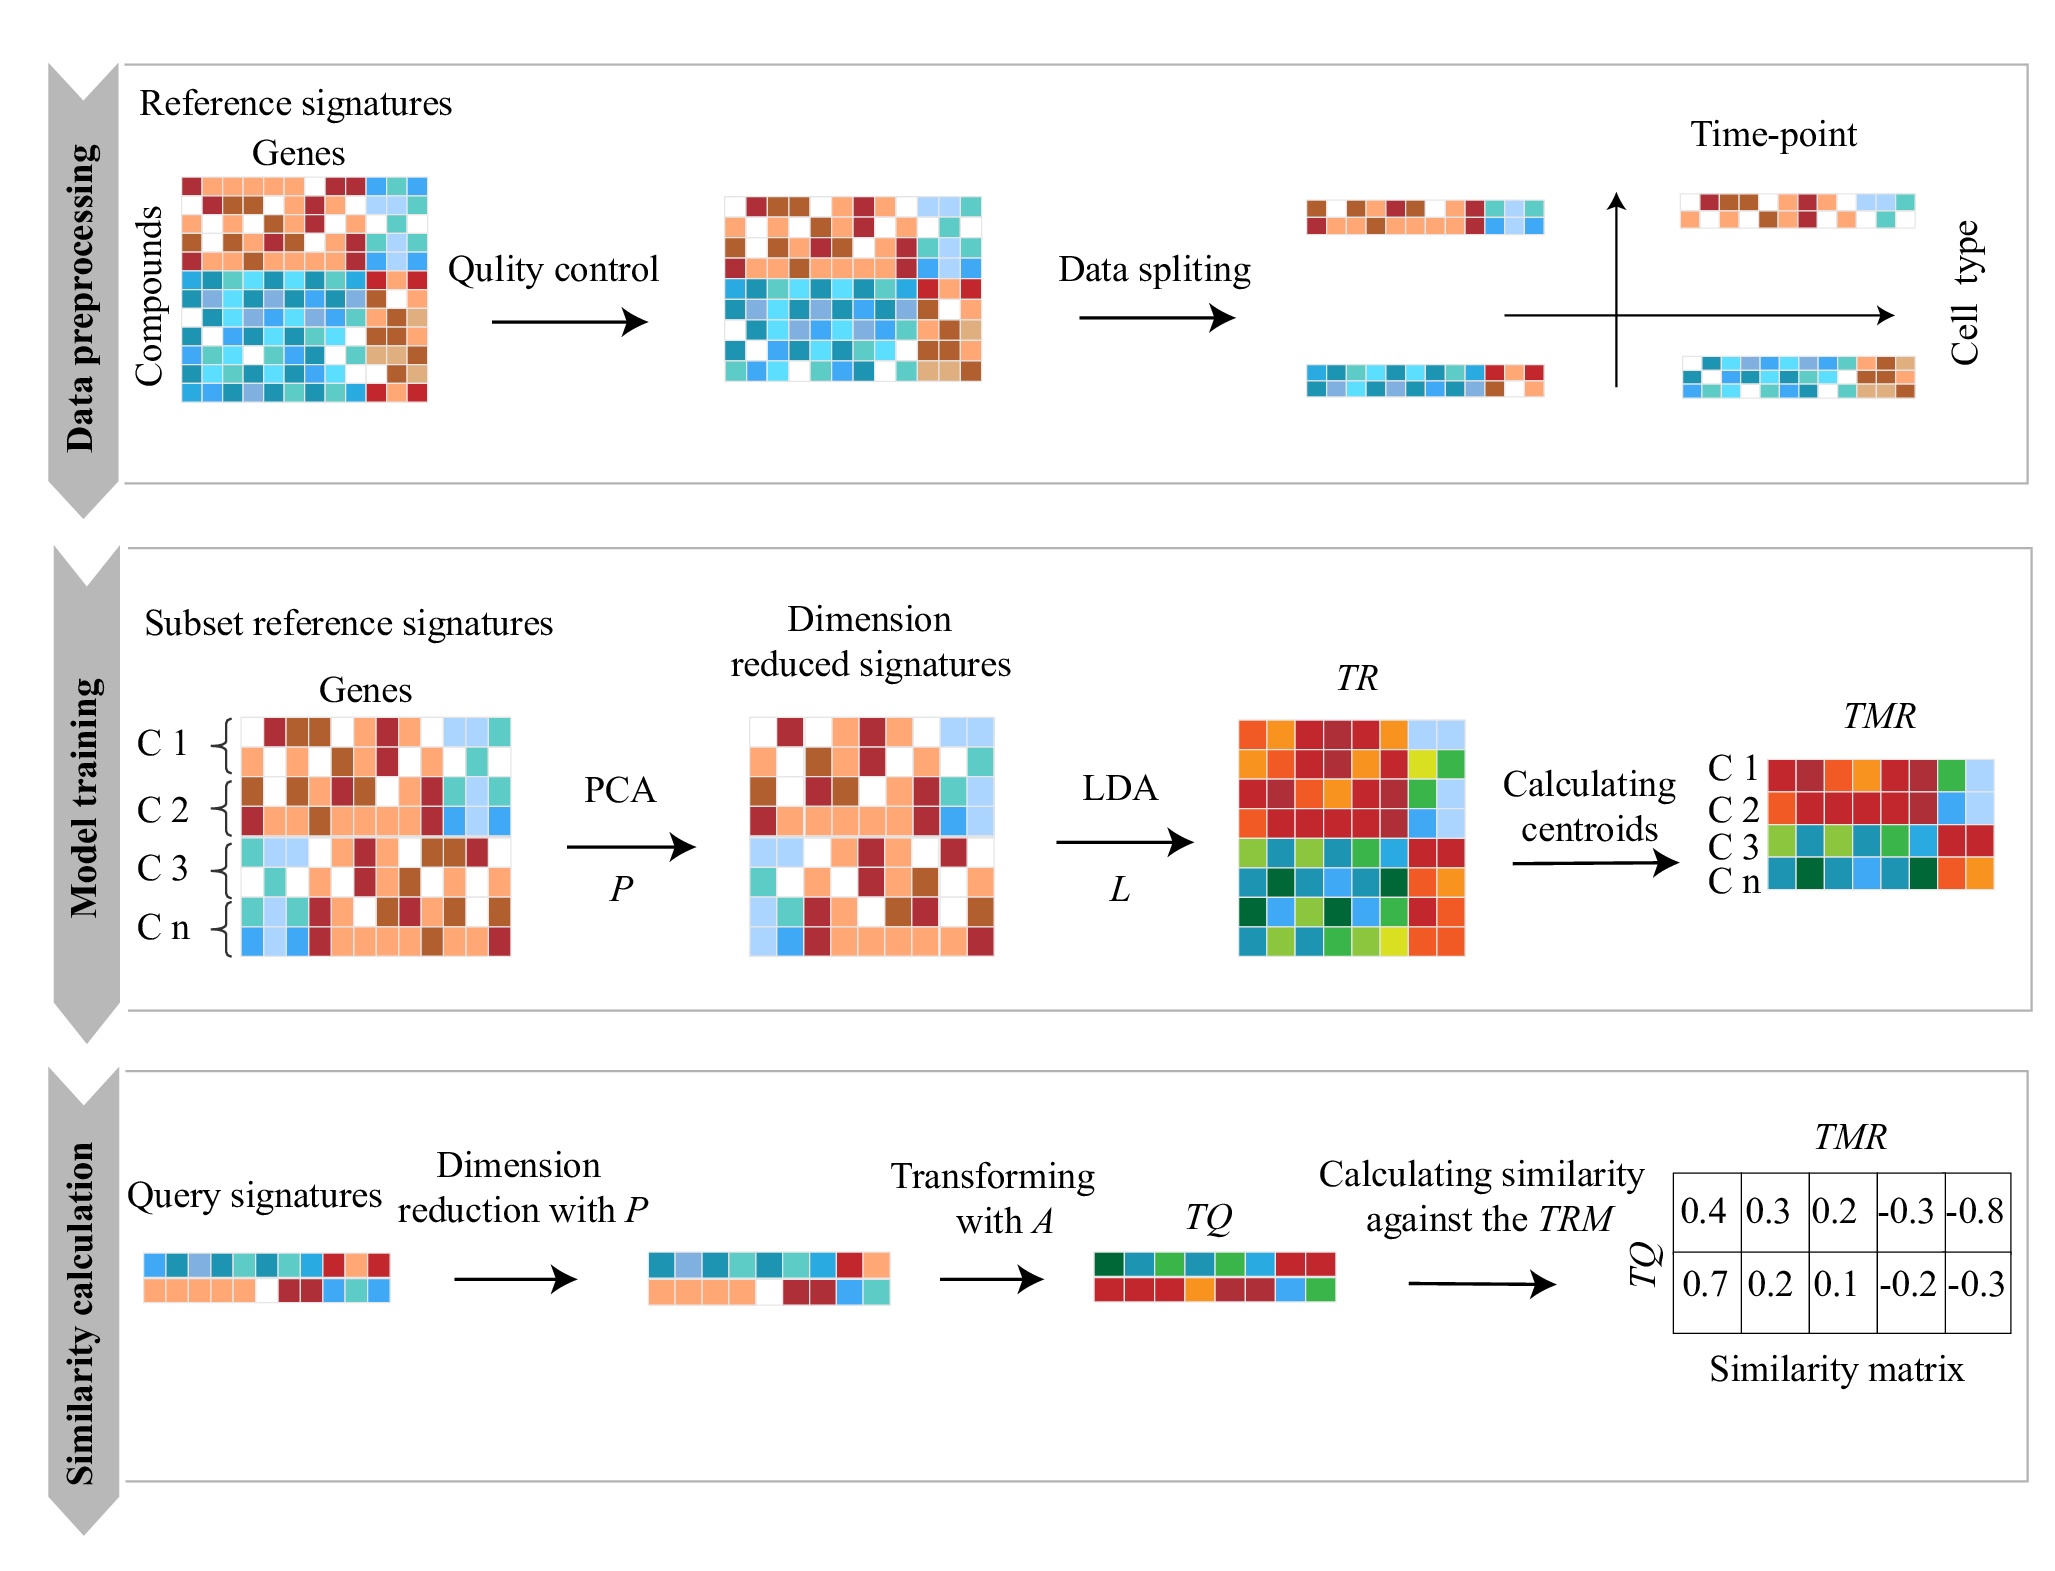 Data preprocessing
Reference signatures
Genes
Compounds
Qulity control
Data spliting
Time-point
Cell type
Model training
Subset reference signatures
Genes
C 1
C 2
C 3
C n
PCA
P
Dimension
reduced signatures
LDA
L
TR
Calculating
centroids
TMR
C 1
C 2
C 3
C n
Similarity calculation
Query signatures
Dimension
reduction with P
Transforming
with A
TQ
Calculating similarity
against the TRM
TMR
TQ
0.4 0.3 0.2 -0.3 -0.8
0.7 0.2 0.1 -0.2 -0.3
Similarity matrix